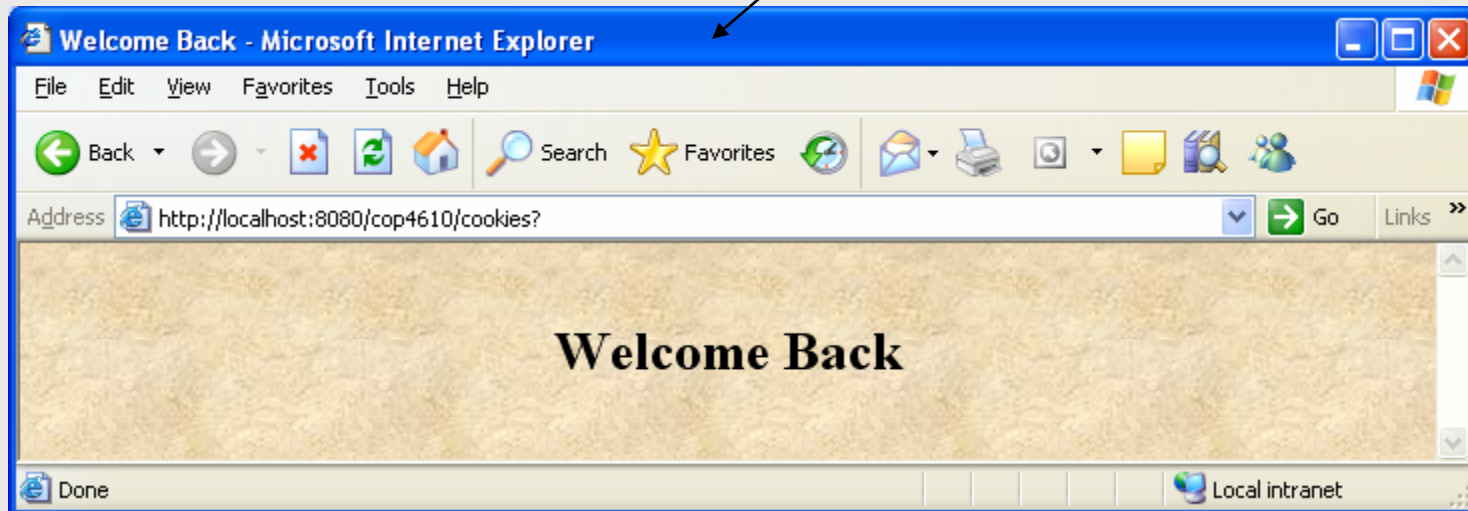 Welcome Back - Microsoft Internet Explorer
File Edit View Favorites Tools Help
Back Search Favorites
Address http://localhost:8080/cop4610/cookies? Go Links »
Welcome Back
Done Local intranet